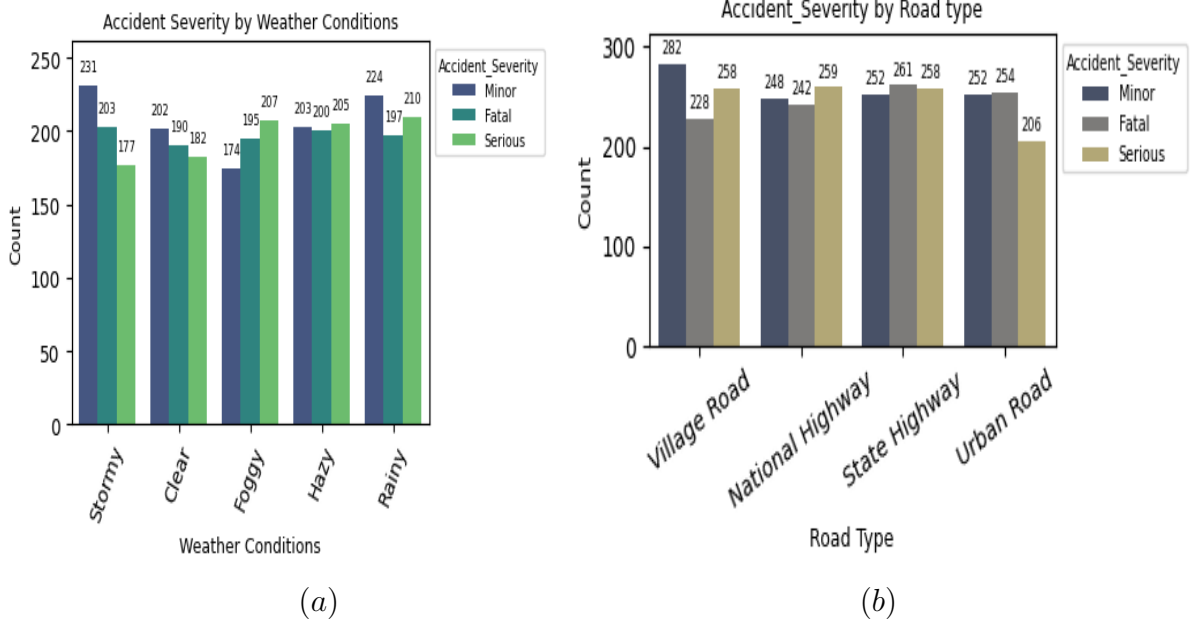 Accident Severity by Weather Conditions
250
200
150
100
50
0
Count
231
203
177
202
190
182
174
195
207
203
200
205
224
197
210
Accident_Severity
Minor
Fatal
Serious
Stormy
Clear
Foggy
Hazy
Rainy
Weather Conditions
(a)
Accident_Severity by Road type
300
200
100
0
Count
282
228
258
248
242
259
252
261
258
252
254
206
Accident_Severity
Minor
Fatal
Serious
Village Road
National Highway
State Highway
Urban Road
Road Type
(b)